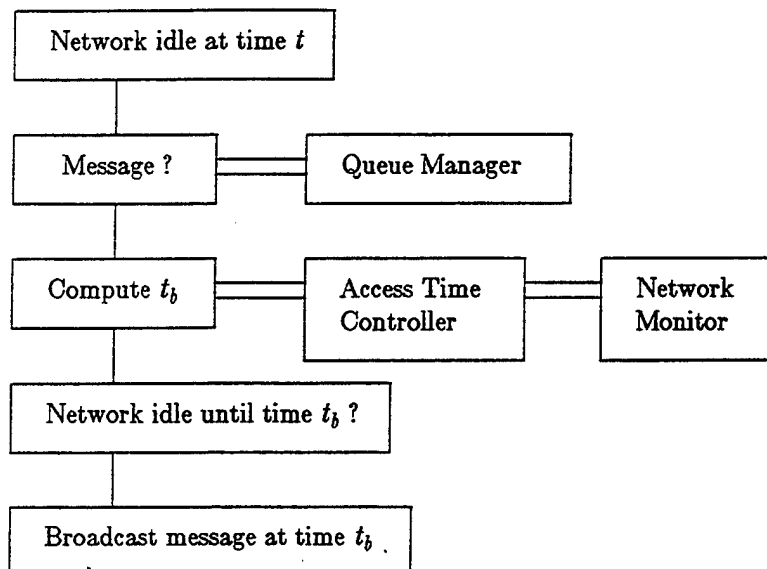 Network idle at time t
Message ?
Queue Manager
Compute t_b
Access Time
Controller
Network
Monitor
Network idle until time t_b ?
Broadcast message at time t_b